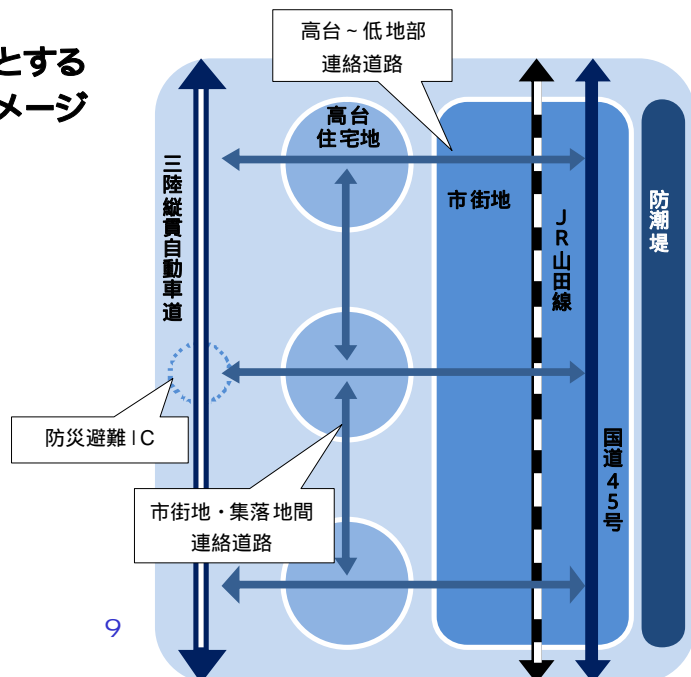 とする
メージ
高台~低地部
連絡道路
高台
住宅地
三陸縦貫自動車道
市街地
JR山田線
防潮堤
防災避難IC
国道45号
市街地・集落地間
連絡道路
9